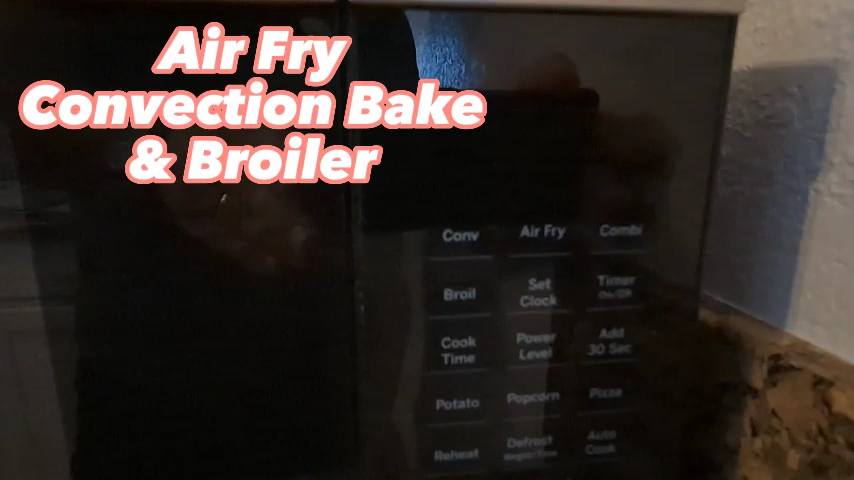 Air Fry
Convection Bake
& Broiler
Conv Air Fry Combi
Broil Set Clock Timer On/Off
Cook Time Power Level Add 30 Sec
Potato Popcorn Pizza
Reheat Defrost Weight/Time Auto Cook